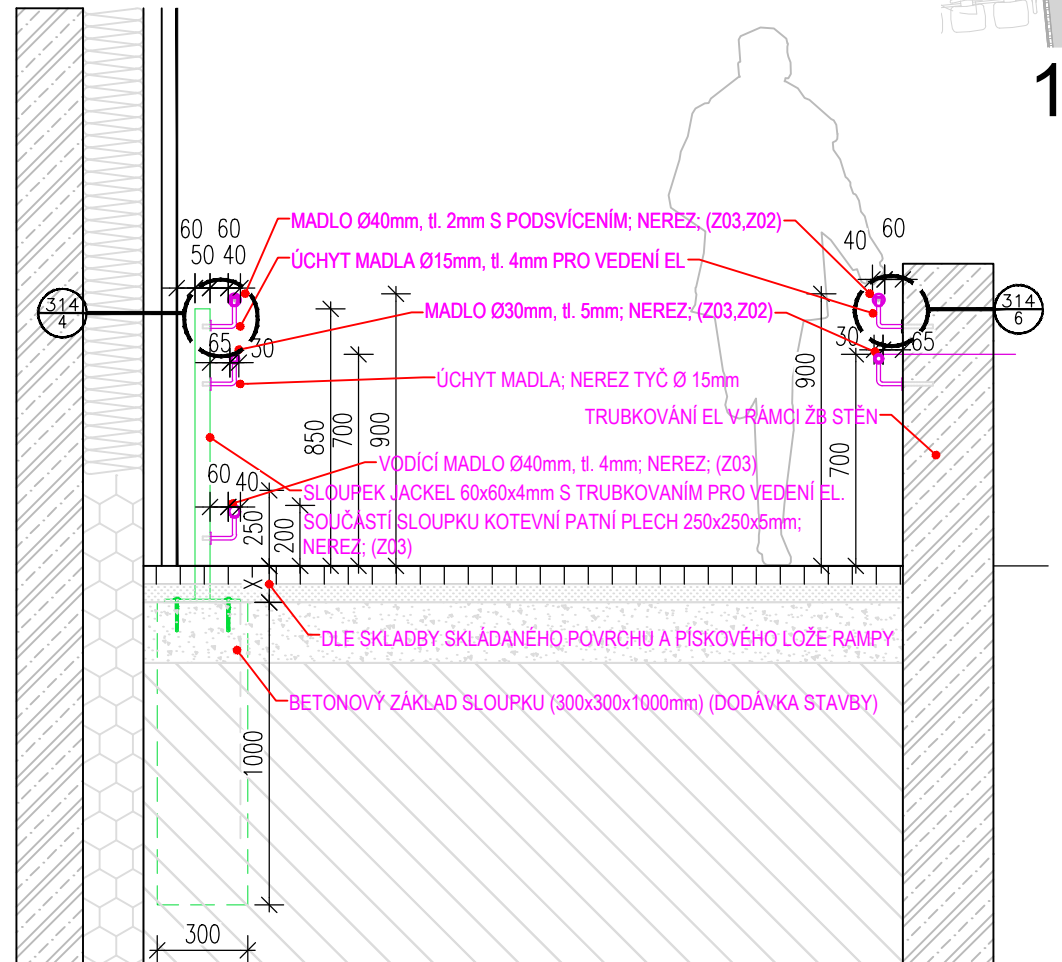 1
MADLO Ø40mm, tl. 2mm S PODSVÍCENÍM; NEREZ; (Z03,Z02)
60 60
50 40
40 60
ÚCHYT MADLA Ø15mm, tl. 4mm PRO VEDENÍ EL
314
4
314
6
MADLO Ø30mm, tl. 5mm; NEREZ; (Z03,Z02)
65 30
30 65
ÚCHYT MADLA; NEREZ TYČ Ø 15mm
900
TRUBKOVÁNÍ EL V RÁMCI ŽB STĚN
850
700
900
700
VODÍCÍ MADLO Ø40mm, tl. 4mm; NEREZ; (Z03)
60 40
SLOUPEK JACKEL 60x60x4mm S TRUBKOVANÍM PRO VEDENÍ EL.
SOUČÁSTÍ SLOUPKU KOTEVNÍ PATNÍ PLECH 250x250x5mm;
NEREZ; (Z03)
250
200
X
DLE SKLADBY SKLÁDANÉHO POVRCHU A PÍSKOVÉHO LOŽE RAMPY
BETONOVÝ ZÁKLAD SLOUPKU (300x300x1000mm) (DODÁVKA STAVBY)
1000
300